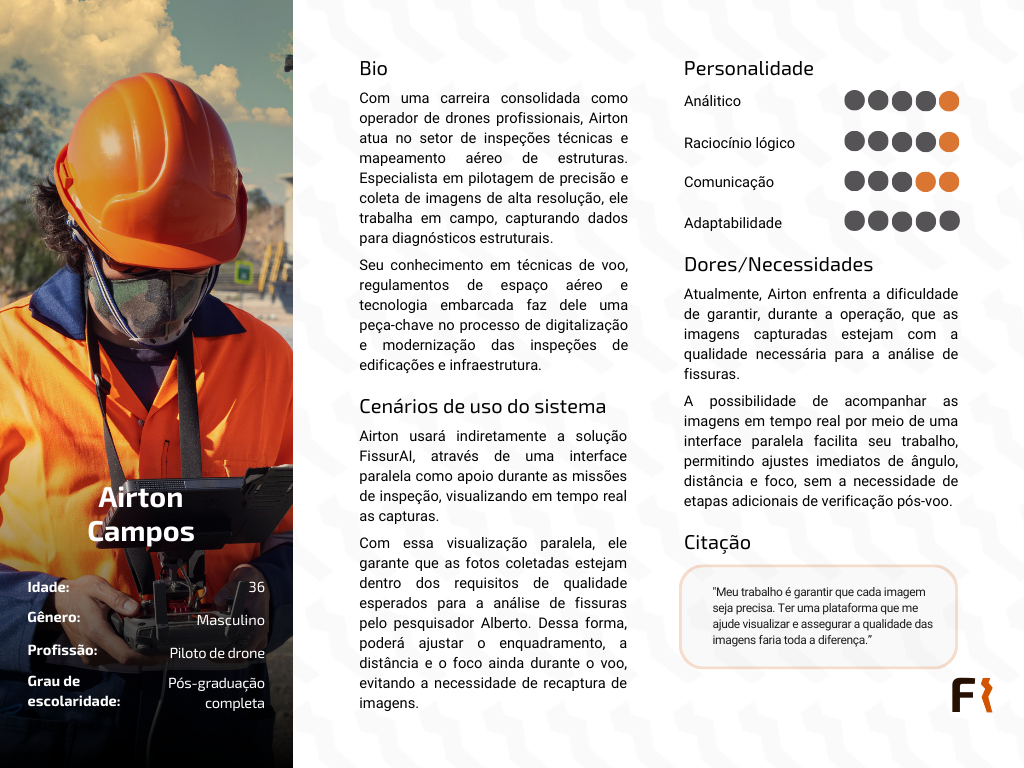 Airton
Campos
Idade: 36
Gênero: Masculino
Profissão: Piloto de drone
Grau de escolaridade: Pós-graduação completa
Bio
Com uma carreira consolidada como
operador de drones profissionais, Airton
atua no setor de inspeções técnicas e
mapeamento aéreo de estruturas.
Especialista em pilotagem de precisão e
coleta de imagens de alta resolução, ele
trabalha em campo, capturando dados
para diagnósticos estruturais.
Seu conhecimento em técnicas de voo,
regulamentos de espaço aéreo e
tecnologia embarcada faz dele uma
peça-chave no processo de digitalização
e modernização das inspeções de
edificações e infraestrutura.
Cenários de uso do sistema
Airton usará indiretamente a solução
FissurAI, através de uma interface
paralela como apoio durante as missões
de inspeção, visualizando em tempo real
as capturas.
Com essa visualização paralela, ele
garante que as fotos coletadas estejam
dentro dos requisitos de qualidade
esperados para a análise de fissuras
pelo pesquisador Alberto. Dessa forma,
poderá ajustar o enquadramento, a
distância e o foco ainda durante o voo,
evitando a necessidade de recaptura de
imagens.
Personalidade
Análitico
Raciocínio lógico
Comunicação
Adaptabilidade
Dores/Necessidades
Atualmente, Airton enfrenta a dificuldade
de garantir, durante a operação, que as
imagens capturadas estejam com a
qualidade necessária para a análise de
fissuras.
A possibilidade de acompanhar as
imagens em tempo real por meio de uma
interface paralela facilita seu trabalho,
permitindo ajustes imediatos de ângulo,
distância e foco, sem a necessidade de
etapas adicionais de verificação pós-voo.
Citação
"Meu trabalho é garantir que cada imagem
seja precisa. Ter uma plataforma que me
ajude visualizar e assegurar a qualidade das
imagens faria toda a diferença.”
F